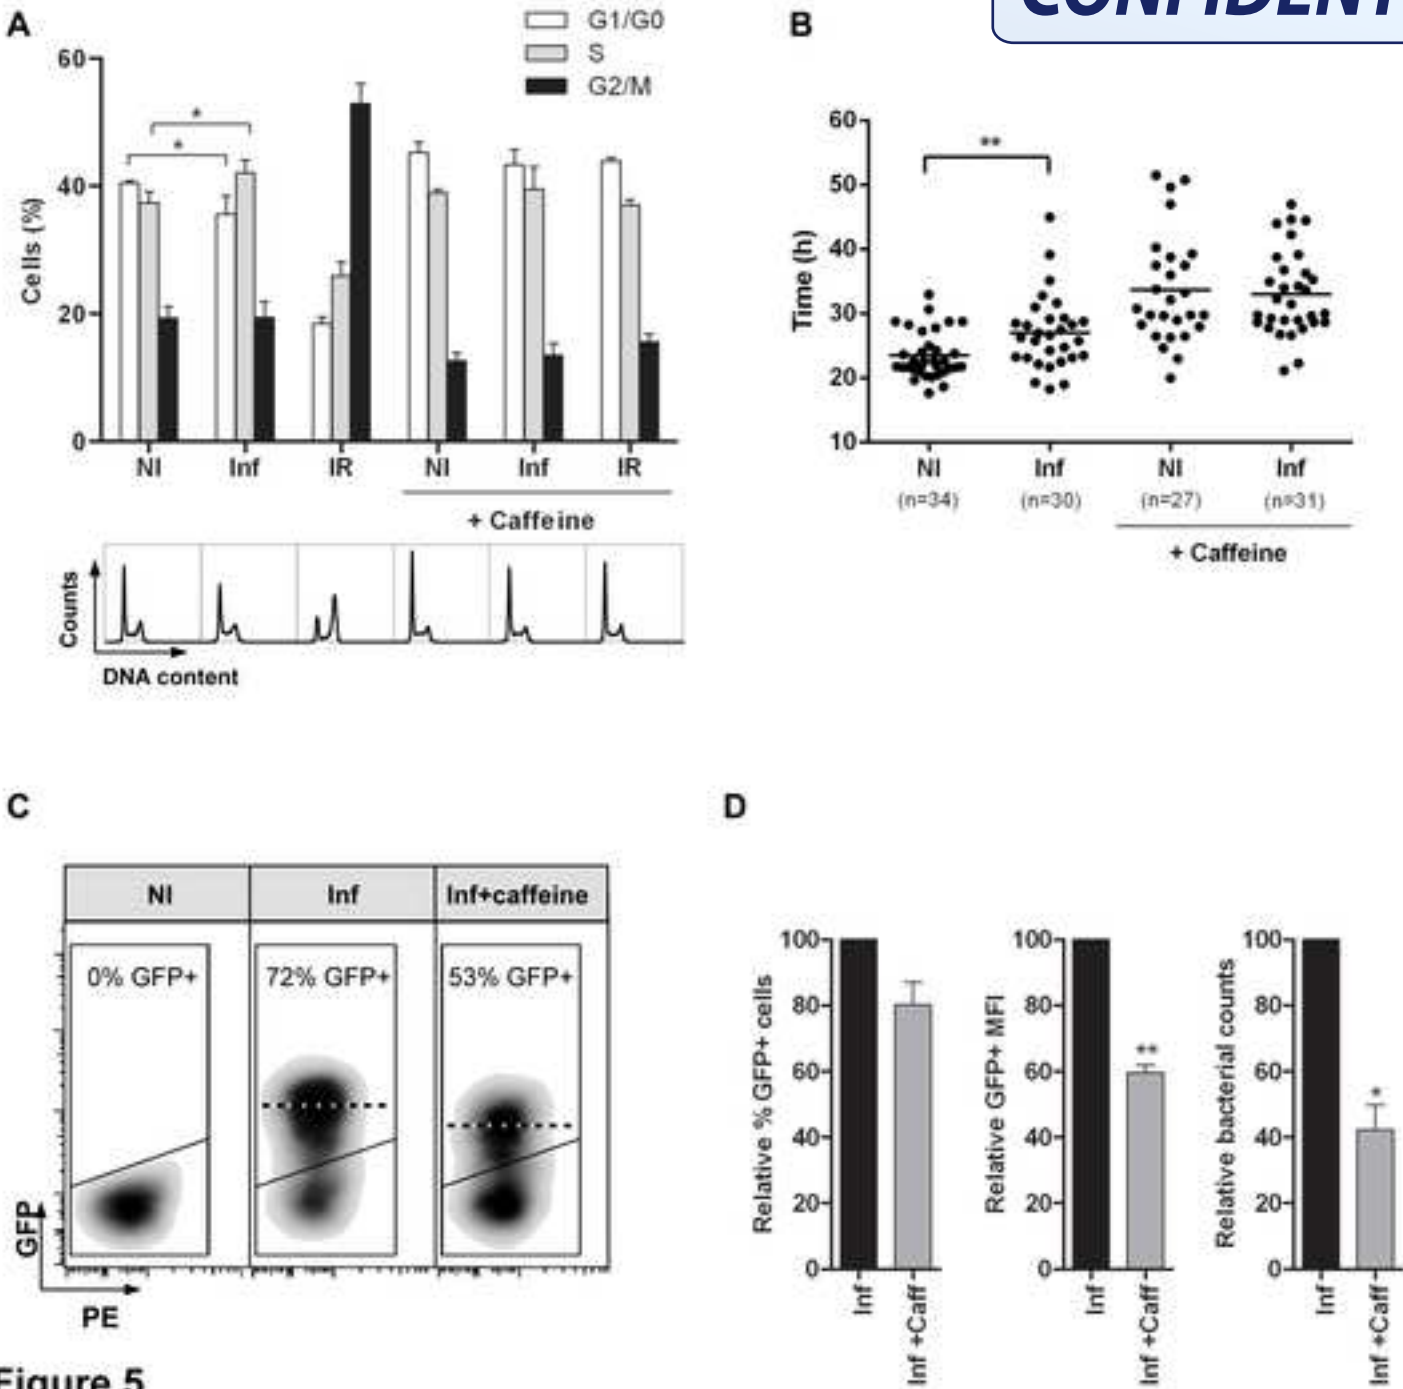 A
G1/G0
S
G2/M
60
40
20
0
Cells (%)
*
*
NI Inf IR NI Inf IR
+ Caffeine
Counts
DNA content
CONFIDENT
B
60
50
40
30
20
10
Time (h)
**
NI Inf NI Inf
(n=34) (n=30) (n=27) (n=31)
+ Caffeine
C
NI Inf Inf+caffeine
0% GFP+ 72% GFP+ 53% GFP+
GFP
PE
D
100
80
60
40
20
0
Relative % GFP+ cells
Inf Inf +Caff
100
80
60
40
20
0
Relative GFP+ MFI
**
Inf Inf +Caff
100
80
60
40
20
0
Relative bacterial counts
*
Inf Inf +Caff
Figure 5